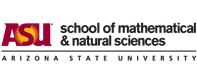 ASU school of mathematical
& natural sciences
ARIZONA STATE UNIVERSITY